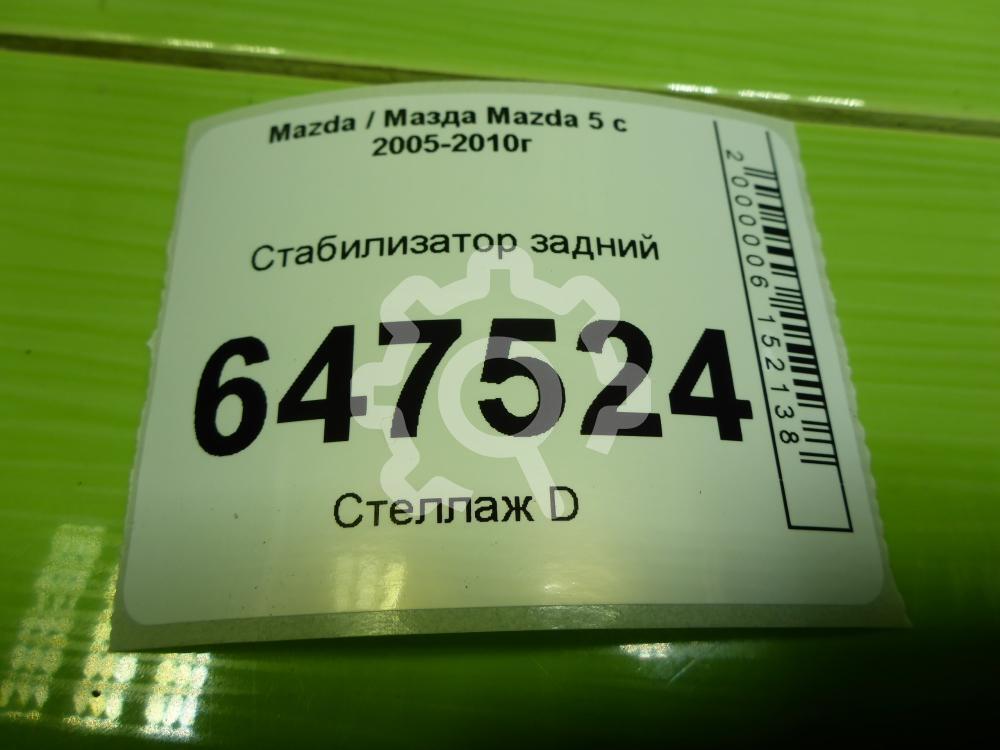 Mazda / Мазда Mazda 5 с
2005-2010г
Стабилизатор задний
647524
Стеллаж D
2000006152138